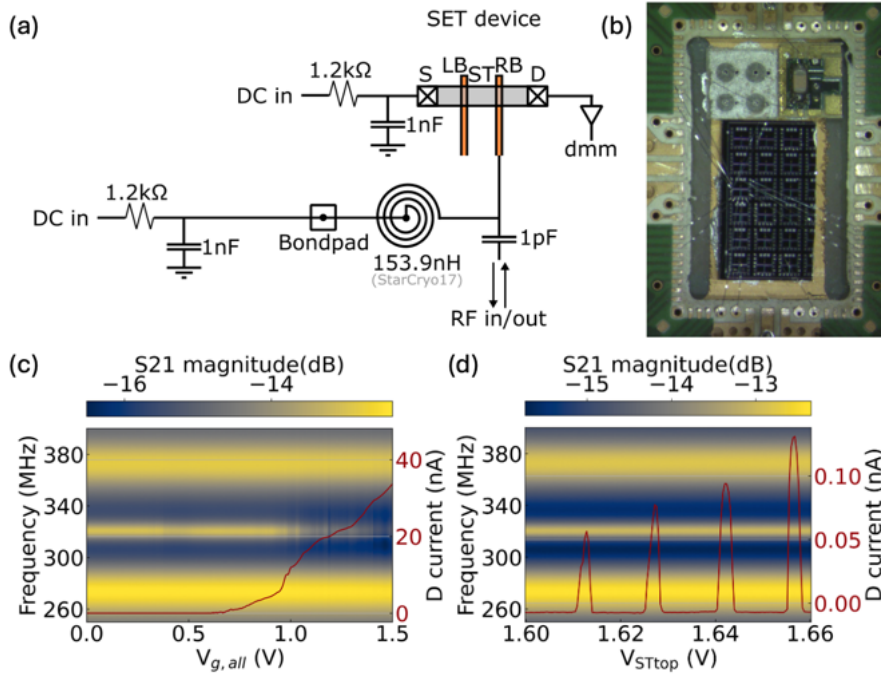 (a)
SET device
S LB ST RB D
1.2kΩ
DC in
1nF
dmm
1.2kΩ
DC in
1nF
Bondpad
153.9nH
(StarCryo17)
1pF
RF in/out
(b)
(c)
S21 magnitude(dB)
−16 −14
Frequency (MHz)
380
340
300
260
40
20
0
D current (nA)
0.0 0.5 1.0 1.5
Vg,all (V)
(d)
S21 magnitude(dB)
−15 −14 −13
Frequency (MHz)
380
340
300
260
0.10
0.05
0.00
D current (nA)
1.60 1.62 1.64 1.66
VSTtop (V)